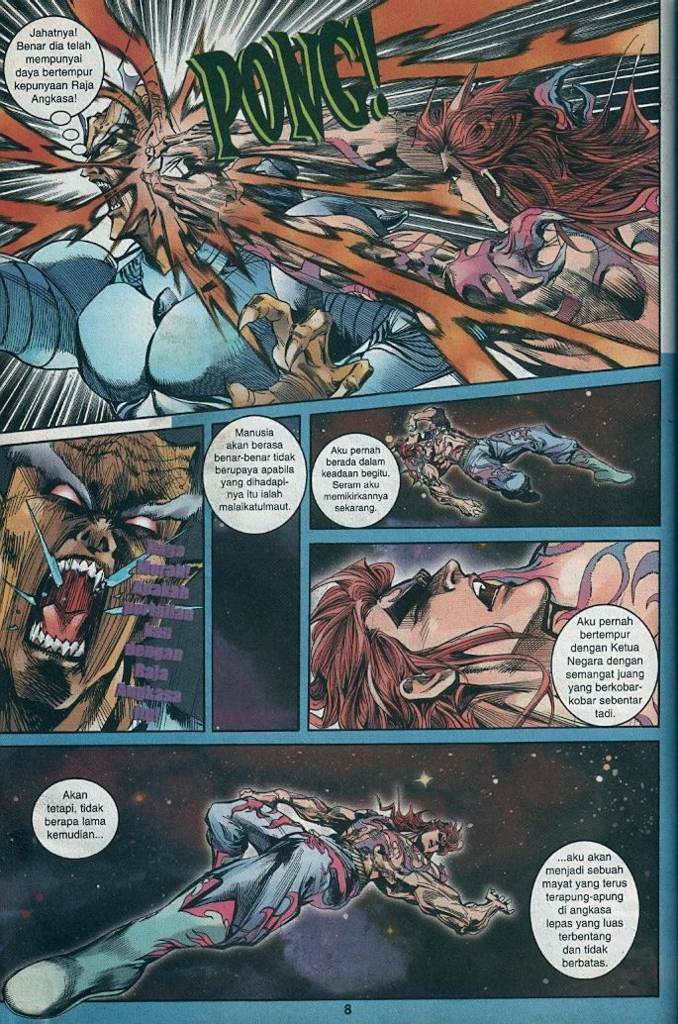 Jahatnya!
Benar dia telah
mempunyai
daya bertempur
kepunyaan Raja
Angkasa!
PONG!
Manusia
akan berasa
benar-benar tidak
berupaya apabila
yang dihadapi-
nya itu ialah
malaikatulmaut.
Aku pernah
berada dalam
keadaan begitu.
Seram aku
memikirkannya
sekarang.
dengan
Raja
Angkasa
Aku pernah
bertempur
dengan Ketua
Negara dengan
semangat juang
yang berkobar-
kobar sebentar
tadi.
Akan
tetapi, tidak
berapa lama
kemudian...
...aku akan
menjadi sebuah
mayat yang terus
terapung-apung
di angkasa
lepas yang luas
terbentang
dan tidak
berbatas.
8